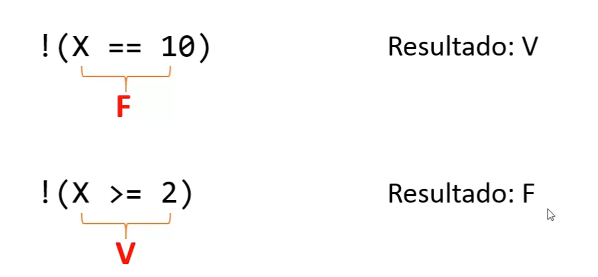 !(X == 10) Resultado: V
F
!(X >= 2) Resultado: F
V